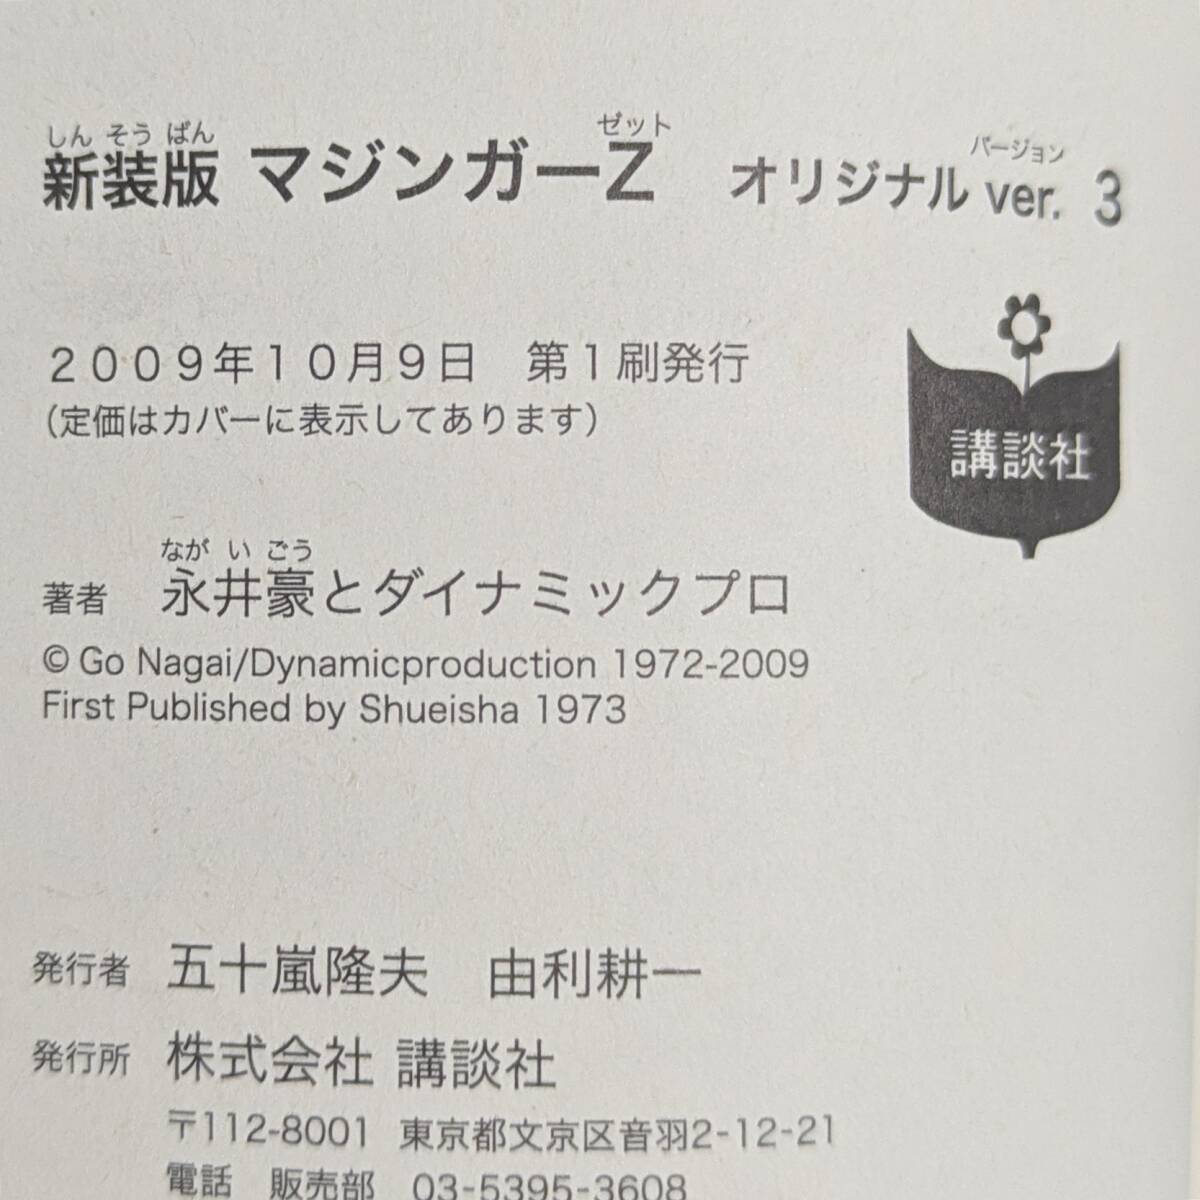 しんそうばん ゼット バージョン
新装版 マジンガーZ オリジナル ver. 3
2009年10月9日 第1刷発行
(定価はカバーに表示してあります)
講談社
ながいごう
著者 永井豪とダイナミックプロ
© Go Nagai/Dynamicproduction 1972-2009
First Published by Shueisha 1973
発行者 五十嵐隆夫 由利耕一
発行所 株式会社 講談社
〒112-8001 東京都文京区音羽2-12-21
電話 販売部 03-5395-3608